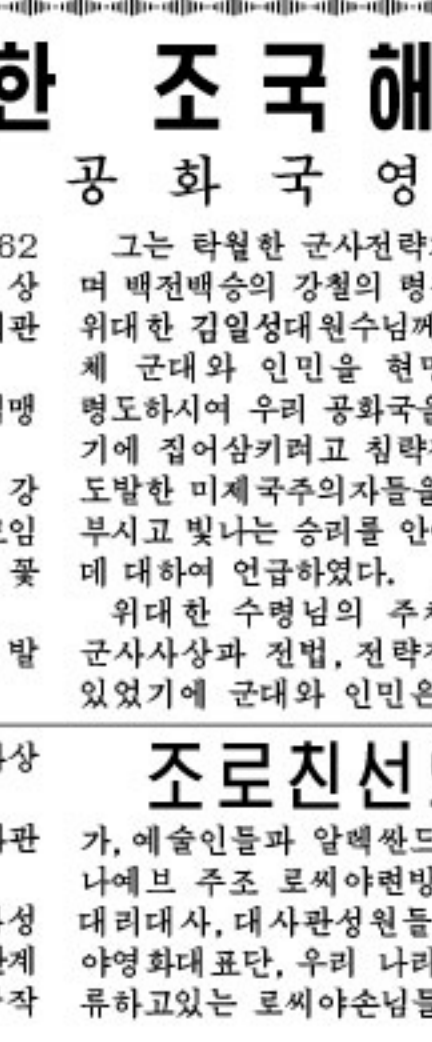 한 조국해
공화국영
62
상
관
맹
강
임
꽃
발
그는 탁월한 군사전략
며 백전백승의 강철의 령
위대한 김일성대원수님께
체 군대와 인민을 현명
령도하시여 우리 공화국을
기에 집어삼키려고 침략
도발한 미제국주의자들을
부시고 빛나는 승리를 안
데 대하여 언급하였다.
위대한 수령님의 주체
군사사상과 전법, 전략
있었기에 군대와 인민은
상
관
성
계
작
조로친선
가, 예술인들과 알렉싼드
나예브 주조 로씨야련방
대리대사, 대사관성원들
야영화대표단, 우리 나라
류하고있는 로씨야손님들